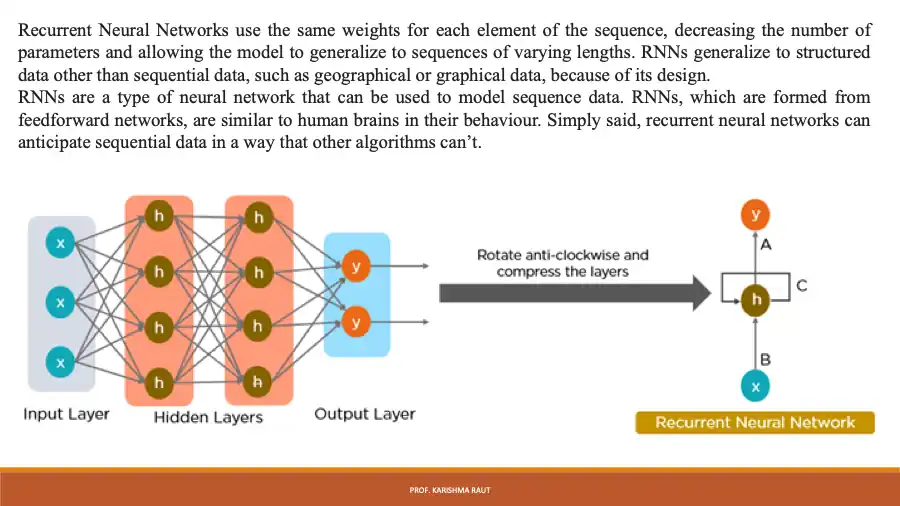 Recurrent Neural Networks use the same weights for each element of the sequence, decreasing the number of
parameters and allowing the model to generalize to sequences of varying lengths. RNNs generalize to structured
data other than sequential data, such as geographical or graphical data, because of its design.
RNNs are a type of neural network that can be used to model sequence data. RNNs, which are formed from
feedforward networks, are similar to human brains in their behaviour. Simply said, recurrent neural networks can
anticipate sequential data in a way that other algorithms can't.
x
x
x
h
h
h
h
h
h
h
h
y
y
Input Layer
Hidden Layers
Output Layer
Rotate anti-clockwise and
compress the layers
y
A
C
h
B
x
Recurrent Neural Network
PROF. KARISHMA RAUT